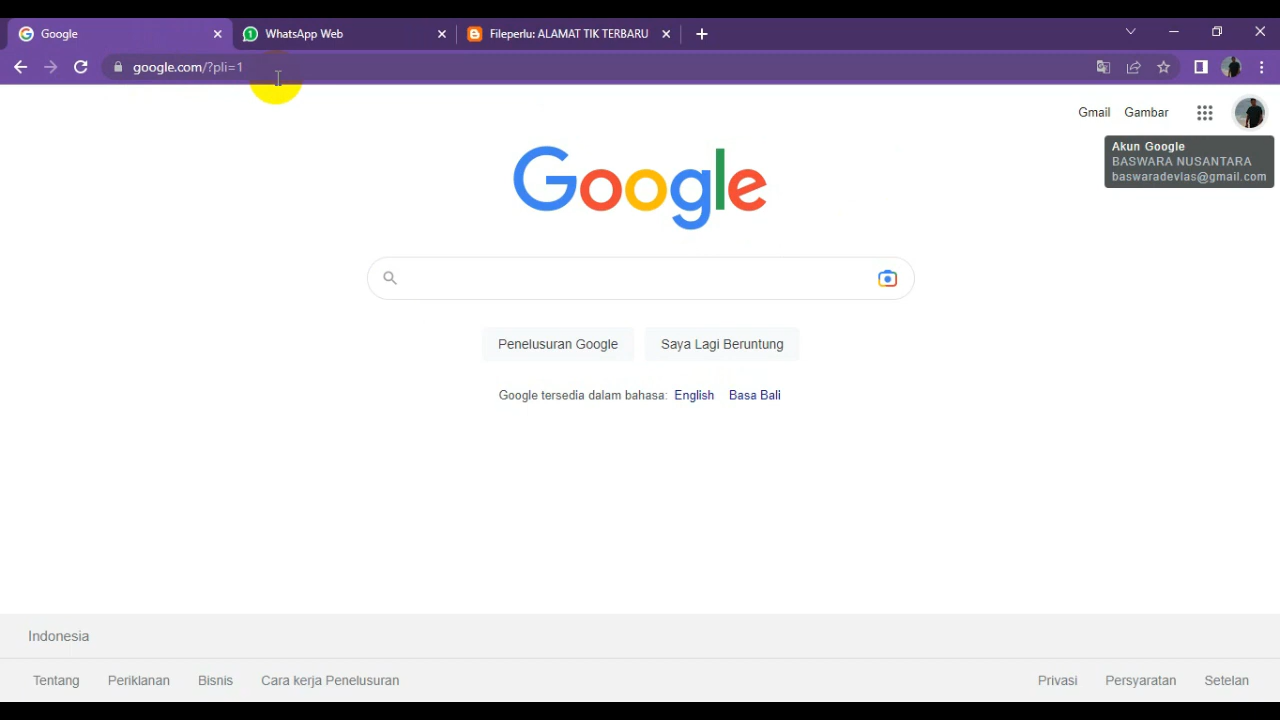 Google
WhatsApp Web
Fileperlu: ALAMAT TIK TERBARU
google.com/?pli=1
Gmail Gambar
Akun Google
BASWARA NUSANTARA
baswaradevlas@gmail.com
Google
Penelusuran Google
Saya Lagi Beruntung
Google tersedia dalam bahasa: English Basa Bali
Indonesia
Tentang Periklanan Bisnis Cara kerja Penelusuran
Privasi Persyaratan Setelan